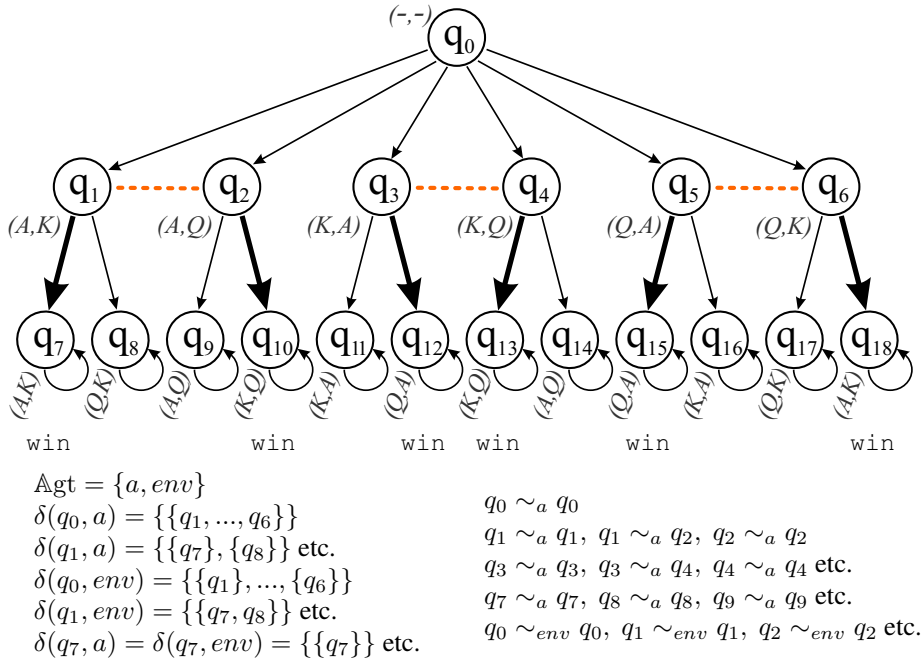 (-,-)
q₀
q₁ q₂ q₃ q₄ q₅ q₆
(A,K) (A,Q) (K,A) (K,Q) (Q,A) (Q,K)
q₇ q₈ q₉ q₁₀ q₁₁ q₁₂ q₁₃ q₁₄ q₁₅ q₁₆ q₁₇ q₁₈
(A,K) (Q,K) (A,Q) (K,Q) (K,A) (Q,A) (K,Q) (A,Q) (Q,A) (K,A) (Q,K) (A,K)
win win win win win win
𝔸gt = {a, env}
δ(q₀, a) = {{q₁, ..., q₆}}
δ(q₁, a) = {{q₇}, {q₈}} etc.
δ(q₀, env) = {{q₁}, ..., {q₆}}
δ(q₁, env) = {{q₇, q₈}} etc.
δ(q₇, a) = δ(q₇, env) = {{q₇}} etc.
q₀ ∼ₐ q₀
q₁ ∼ₐ q₁, q₁ ∼ₐ q₂, q₂ ∼ₐ q₂
q₃ ∼ₐ q₃, q₃ ∼ₐ q₄, q₄ ∼ₐ q₄ etc.
q₇ ∼ₐ q₇, q₈ ∼ₐ q₈, q₉ ∼ₐ q₉ etc.
q₀ ∼env q₀, q₁ ∼env q₁, q₂ ∼env q₂ etc.